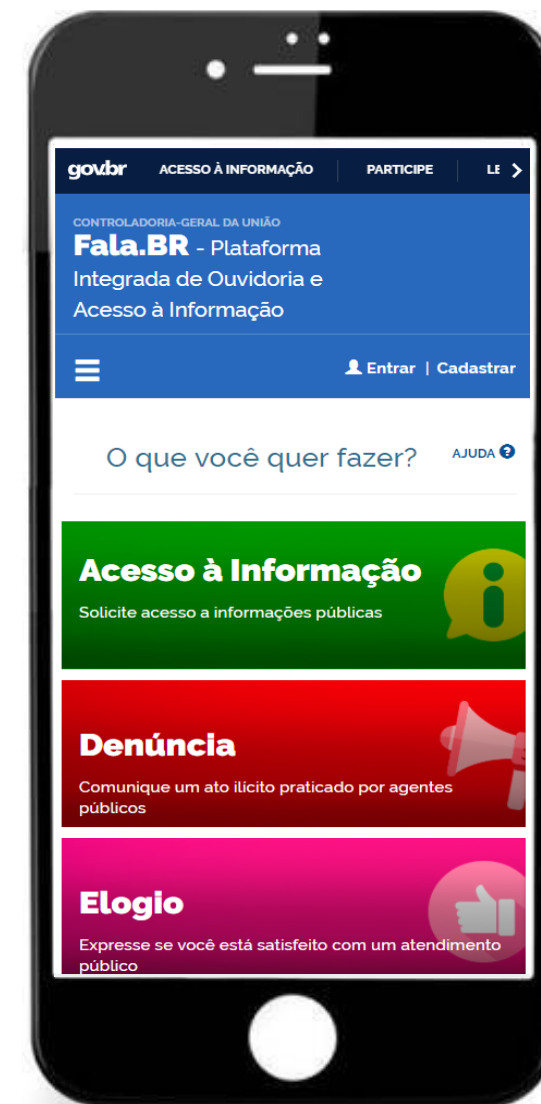 gov.br ACESSO À INFORMAÇÃO PARTICIPE LE
CONTROLADORIA-GERAL DA UNIÃO
Fala.BR - Plataforma
Integrada de Ouvidoria e
Acesso à Informação
Entrar | Cadastrar
O que você quer fazer? AJUDA
Acesso à Informação
Solicite acesso a informações públicas
Denúncia
Comunique um ato ilícito praticado por agentes
públicos
Elogio
Expresse se você está satisfeito com um atendimento
público